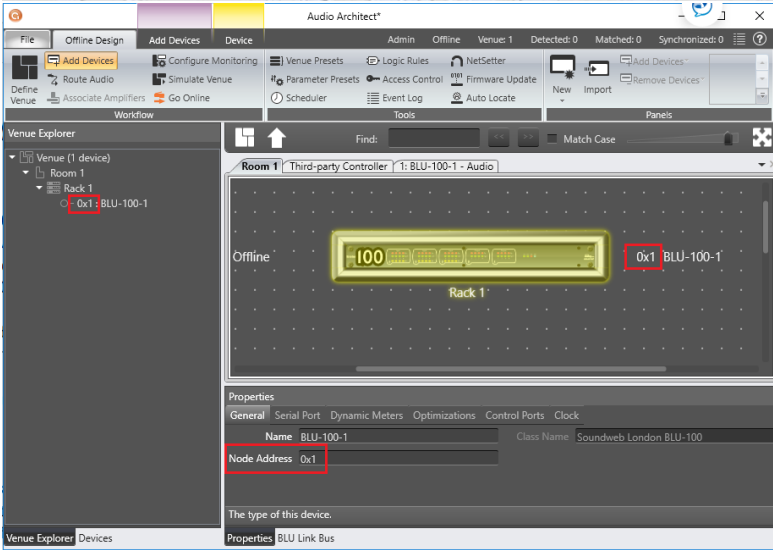 Audio Architect*
File Offline Design Add Devices Device Admin Offline Venue: 1 Detected: 0 Matched: 0 Synchronized: 0
Define Venue
Add Devices
Route Audio
Associate Amplifiers
Configure Monitoring
Simulate Venue
Go Online
Workflow
Venue Presets
Parameter Presets
Scheduler
Logic Rules
Access Control
Event Log
NetSetter
Firmware Update
Auto Locate
Tools
New
Import
Add Devices
Remove Devices
Panels
Venue Explorer
Venue (1 device)
Room 1
Rack 1
0x1 : BLU-100-1
Find: << >> Match Case
Room 1 Third-party Controller 1: BLU-100-1 - Audio
Offline 100 0x1 BLU-100-1
Rack 1
Properties
General Serial Port Dynamic Meters Optimizations Control Ports Clock
Name BLU-100-1 Class Name Soundweb London BLU-100
Node Address 0x1
The type of this device.
Venue Explorer Devices
Properties BLU Link Bus